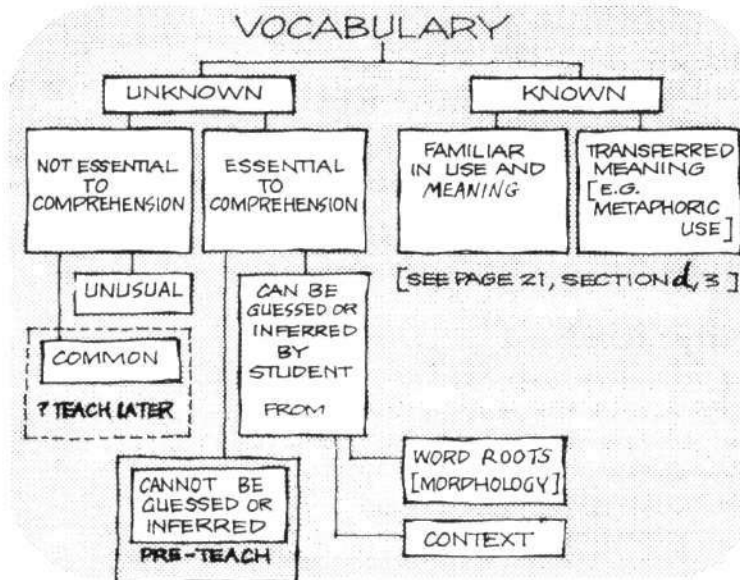 VOCABULARY
UNKNOWN
KNOWN
NOT ESSENTIAL
TO
COMPREHENSION
ESSENTIAL
TO
COMPREHENSION
FAMILIAR
IN USE AND
MEANING
TRANSFERRED
MEANING
[E.G.
METAPHORIC
USE]
[SEE PAGE 21, SECTION d, 3]
UNUSUAL
COMMON
? TEACH LATER
CAN BE
GUESSED OR
INFERRED
BY
STUDENT
FROM
WORD ROOTS
[MORPHOLOGY]
CONTEXT
CANNOT BE
GUESSED OR
INFERRED
PRE-TEACH